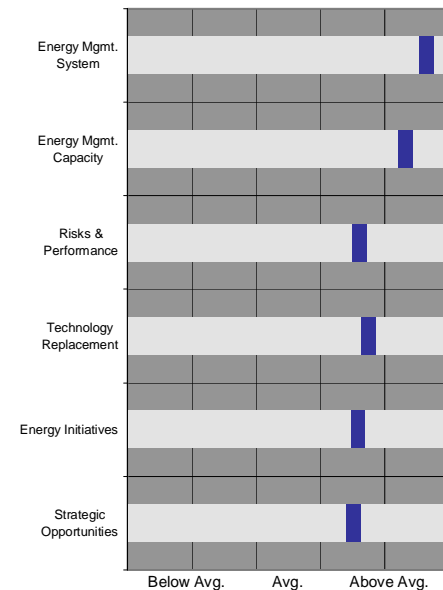 Energy Mgmt.
System
Energy Mgmt.
Capacity
Risks &
Performance
Technology
Replacement
Energy Initiatives
Strategic
Opportunities
Below Avg. Avg. Above Avg.